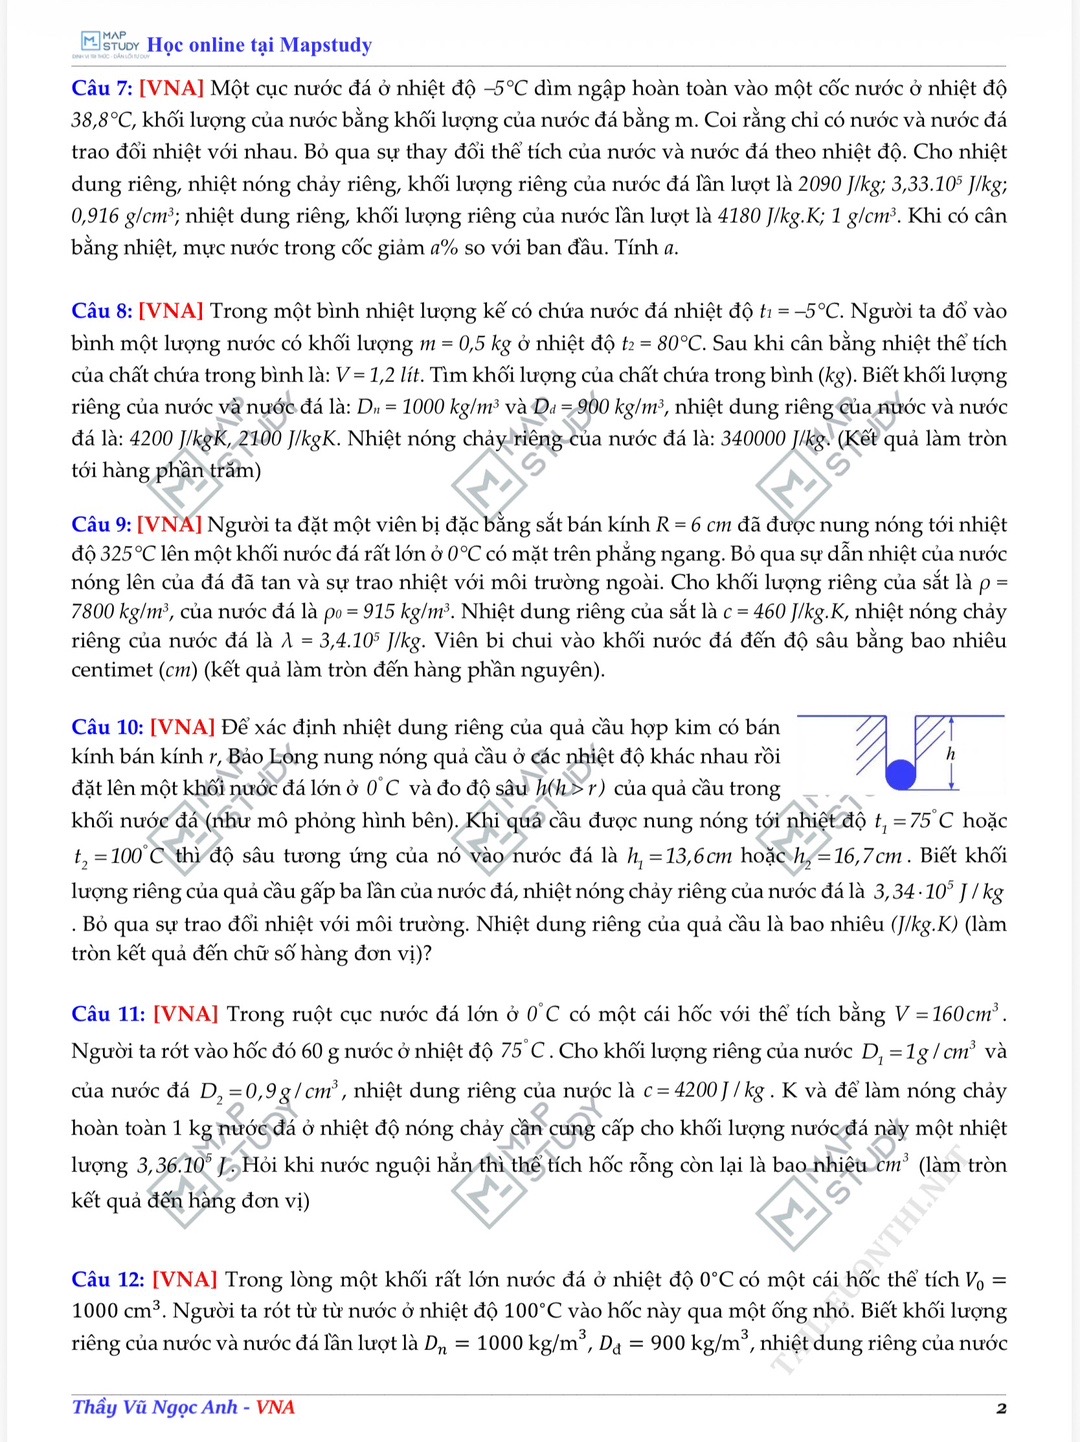 MAP
STUDY Học online tại Mapstudy
ĐỊNH VỊ TRI THỨC - DẪN LỐI TƯ DUY
Câu 7: [VNA] Một cục nước đá ở nhiệt độ –5°C dìm ngập hoàn toàn vào một cốc nước ở nhiệt độ
38,8°C, khối lượng của nước bằng khối lượng của nước đá bằng m. Coi rằng chỉ có nước và nước đá
trao đổi nhiệt với nhau. Bỏ qua sự thay đổi thể tích của nước và nước đá theo nhiệt độ. Cho nhiệt
dung riêng, nhiệt nóng chảy riêng, khối lượng riêng của nước đá lần lượt là 2090 J/kg; 3,33.10⁵ J/kg;
0,916 g/cm³; nhiệt dung riêng, khối lượng riêng của nước lần lượt là 4180 J/kg.K; 1 g/cm³. Khi có cân
bằng nhiệt, mực nước trong cốc giảm a% so với ban đầu. Tính a.
Câu 8: [VNA] Trong một bình nhiệt lượng kế có chứa nước đá nhiệt độ t₁ = –5°C. Người ta đổ vào
bình một lượng nước có khối lượng m = 0,5 kg ở nhiệt độ t₂ = 80°C. Sau khi cân bằng nhiệt thể tích
của chất chứa trong bình là: V = 1,2 lít. Tìm khối lượng của chất chứa trong bình (kg). Biết khối lượng
riêng của nước và nước đá là: Dₙ = 1000 kg/m³ và D_d = 900 kg/m³, nhiệt dung riêng của nước và nước
đá là: 4200 J/kgK, 2100 J/kgK. Nhiệt nóng chảy riêng của nước đá là: 340000 J/kg. (Kết quả làm tròn
tới hàng phần trăm)
Câu 9: [VNA] Người ta đặt một viên bị đặc bằng sắt bán kính R = 6 cm đã được nung nóng tới nhiệt
độ 325°C lên một khối nước đá rất lớn ở 0°C có mặt trên phẳng ngang. Bỏ qua sự dẫn nhiệt của nước
nóng lên của đá đã tan và sự trao nhiệt với môi trường ngoài. Cho khối lượng riêng của sắt là ρ =
7800 kg/m³, của nước đá là ρ₀ = 915 kg/m³. Nhiệt dung riêng của sắt là c = 460 J/kg.K, nhiệt nóng chảy
riêng của nước đá là λ = 3,4.10⁵ J/kg. Viên bi chui vào khối nước đá đến độ sâu bằng bao nhiêu
centimet (cm) (kết quả làm tròn đến hàng phần nguyên).
Câu 10: [VNA] Để xác định nhiệt dung riêng của quả cầu hợp kim có bán
kính bán kính r, Bảo Long nung nóng quả cầu ở các nhiệt độ khác nhau rồi
đặt lên một khối nước đá lớn ở 0°C và đo độ sâu h(h > r) của quả cầu trong
h
khối nước đá (như mô phỏng hình bên). Khi quả cầu được nung nóng tới nhiệt độ t₁ = 75°C hoặc
t₂ = 100°C thì độ sâu tương ứng của nó vào nước đá là h₁ = 13,6cm hoặc h₂ = 16,7cm. Biết khối
lượng riêng của quả cầu gấp ba lần của nước đá, nhiệt nóng chảy riêng của nước đá là 3,34·10⁵ J / kg
. Bỏ qua sự trao đổi nhiệt với môi trường. Nhiệt dung riêng của quả cầu là bao nhiêu (J/kg.K) (làm
tròn kết quả đến chữ số hàng đơn vị)?
Câu 11: [VNA] Trong ruột cục nước đá lớn ở 0°C có một cái hốc với thể tích bằng V = 160cm³.
Người ta rót vào hốc đó 60 g nước ở nhiệt độ 75°C. Cho khối lượng riêng của nước D₁ = 1g / cm³ và
của nước đá D₂ = 0,9g / cm³, nhiệt dung riêng của nước là c = 4200 J / kg . K và để làm nóng chảy
hoàn toàn 1 kg nước đá ở nhiệt độ nóng chảy cần cung cấp cho khối lượng nước đá này một nhiệt
lượng 3,36.10⁵ J. Hỏi khi nước nguội hẳn thì thể tích hốc rỗng còn lại là bao nhiêu cm³ (làm tròn
kết quả đến hàng đơn vị)
Câu 12: [VNA] Trong lòng một khối rất lớn nước đá ở nhiệt độ 0°C có một cái hốc thể tích V₀ =
1000 cm³. Người ta rót từ từ nước ở nhiệt độ 100°C vào hốc này qua một ống nhỏ. Biết khối lượng
riêng của nước và nước đá lần lượt là Dₙ = 1000 kg/m³, D_đ = 900 kg/m³, nhiệt dung riêng của nước
TAILIEUONTHI.NET
Thầy Vũ Ngọc Anh - VNA
2